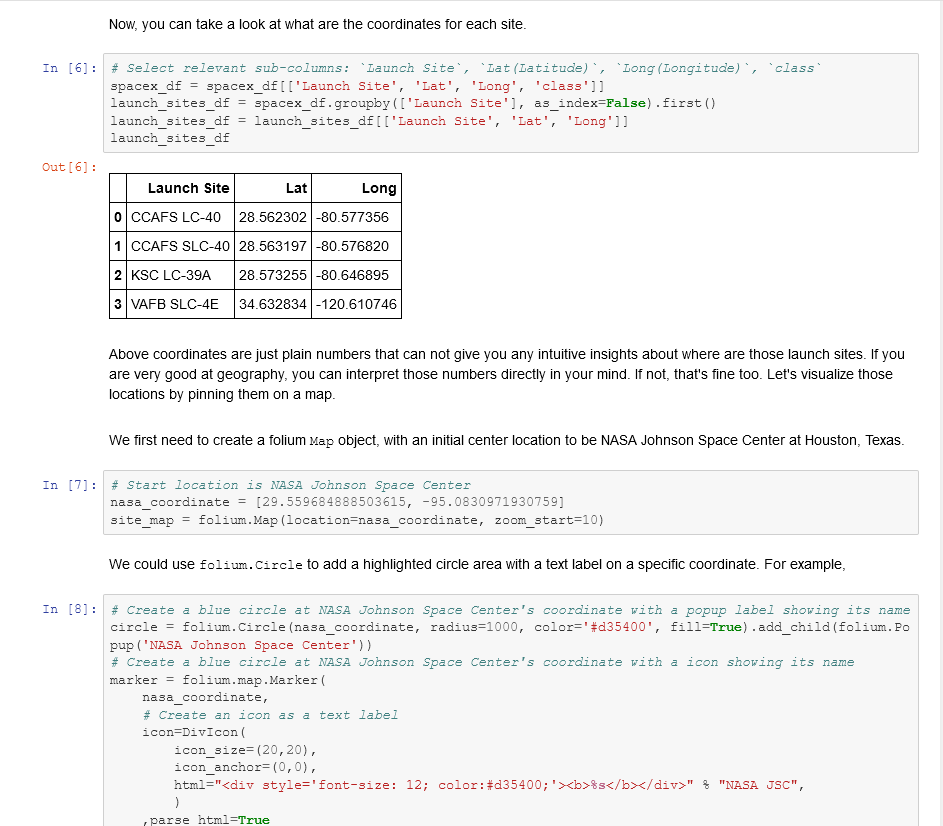 Now, you can take a look at what are the coordinates for each site.
In [6]: # Select relevant sub-columns: `Launch Site`, `Lat(Latitude)`, `Long(Longitude)`, `class`
spacex_df = spacex_df[['Launch Site', 'Lat', 'Long', 'class']]
launch_sites_df = spacex_df.groupby(['Launch Site'], as_index=False).first()
launch_sites_df = launch_sites_df[['Launch Site', 'Lat', 'Long']]
launch_sites_df
Out[6]:
Launch Site Lat Long
0 CCAFS LC-40 28.562302 -80.577356
1 CCAFS SLC-40 28.563197 -80.576820
2 KSC LC-39A 28.573255 -80.646895
3 VAFB SLC-4E 34.632834 -120.610746
Above coordinates are just plain numbers that can not give you any intuitive insights about where are those launch sites. If you
are very good at geography, you can interpret those numbers directly in your mind. If not, that's fine too. Let's visualize those
locations by pinning them on a map.
We first need to create a folium Map object, with an initial center location to be NASA Johnson Space Center at Houston, Texas.
In [7]: # Start location is NASA Johnson Space Center
nasa_coordinate = [29.559684888503615, -95.0830971930759]
site_map = folium.Map(location=nasa_coordinate, zoom_start=10)
We could use folium.Circle to add a highlighted circle area with a text label on a specific coordinate. For example,
In [8]: # Create a blue circle at NASA Johnson Space Center's coordinate with a popup label showing its name
circle = folium.Circle(nasa_coordinate, radius=1000, color='#d35400', fill=True).add_child(folium.Po
pup('NASA Johnson Space Center'))
# Create a blue circle at NASA Johnson Space Center's coordinate with a icon showing its name
marker = folium.map.Marker(
nasa_coordinate,
# Create an icon as a text label
icon=DivIcon(
icon_size=(20,20),
icon_anchor=(0,0),
html="<div style='font-size: 12; color:#d35400;'><b>%s</b></div>" % "NASA JSC",
)
,parse_html=True